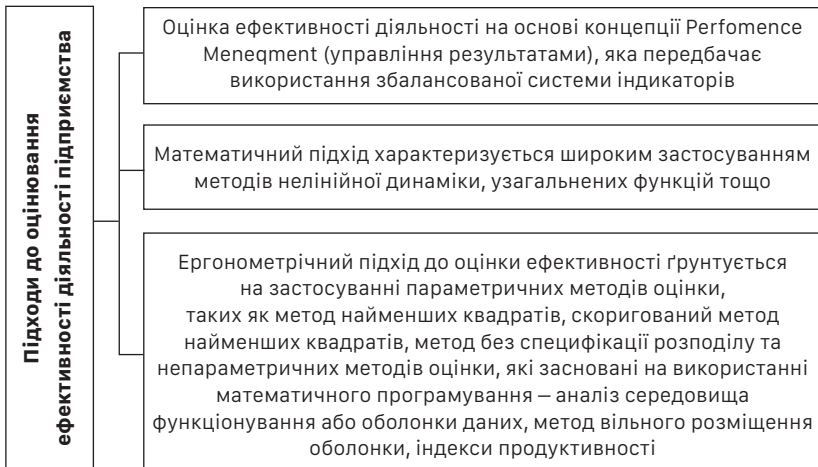 Підходи до оцінювання
ефективності діяльності підприємства
Оцінка ефективності діяльності на основі концепції Perfomence
Meneqment (управління результатами), яка передбачає
використання збалансованої системи індикаторів
Математичний підхід характеризується широким застосуванням
методів нелінійної динаміки, узагальнених функцій тощо
Ергонометрічний підхід до оцінки ефективності ґрунтується
на застосуванні параметричних методів оцінки,
таких як метод найменших квадратів, скоригований метод
найменших квадратів, метод без специфікації розподілу та
непараметричних методів оцінки, які засновані на використанні
математичного програмування – аналіз середовища
функціонування або оболонки даних, метод вільного розміщення
оболонки, індекси продуктивності